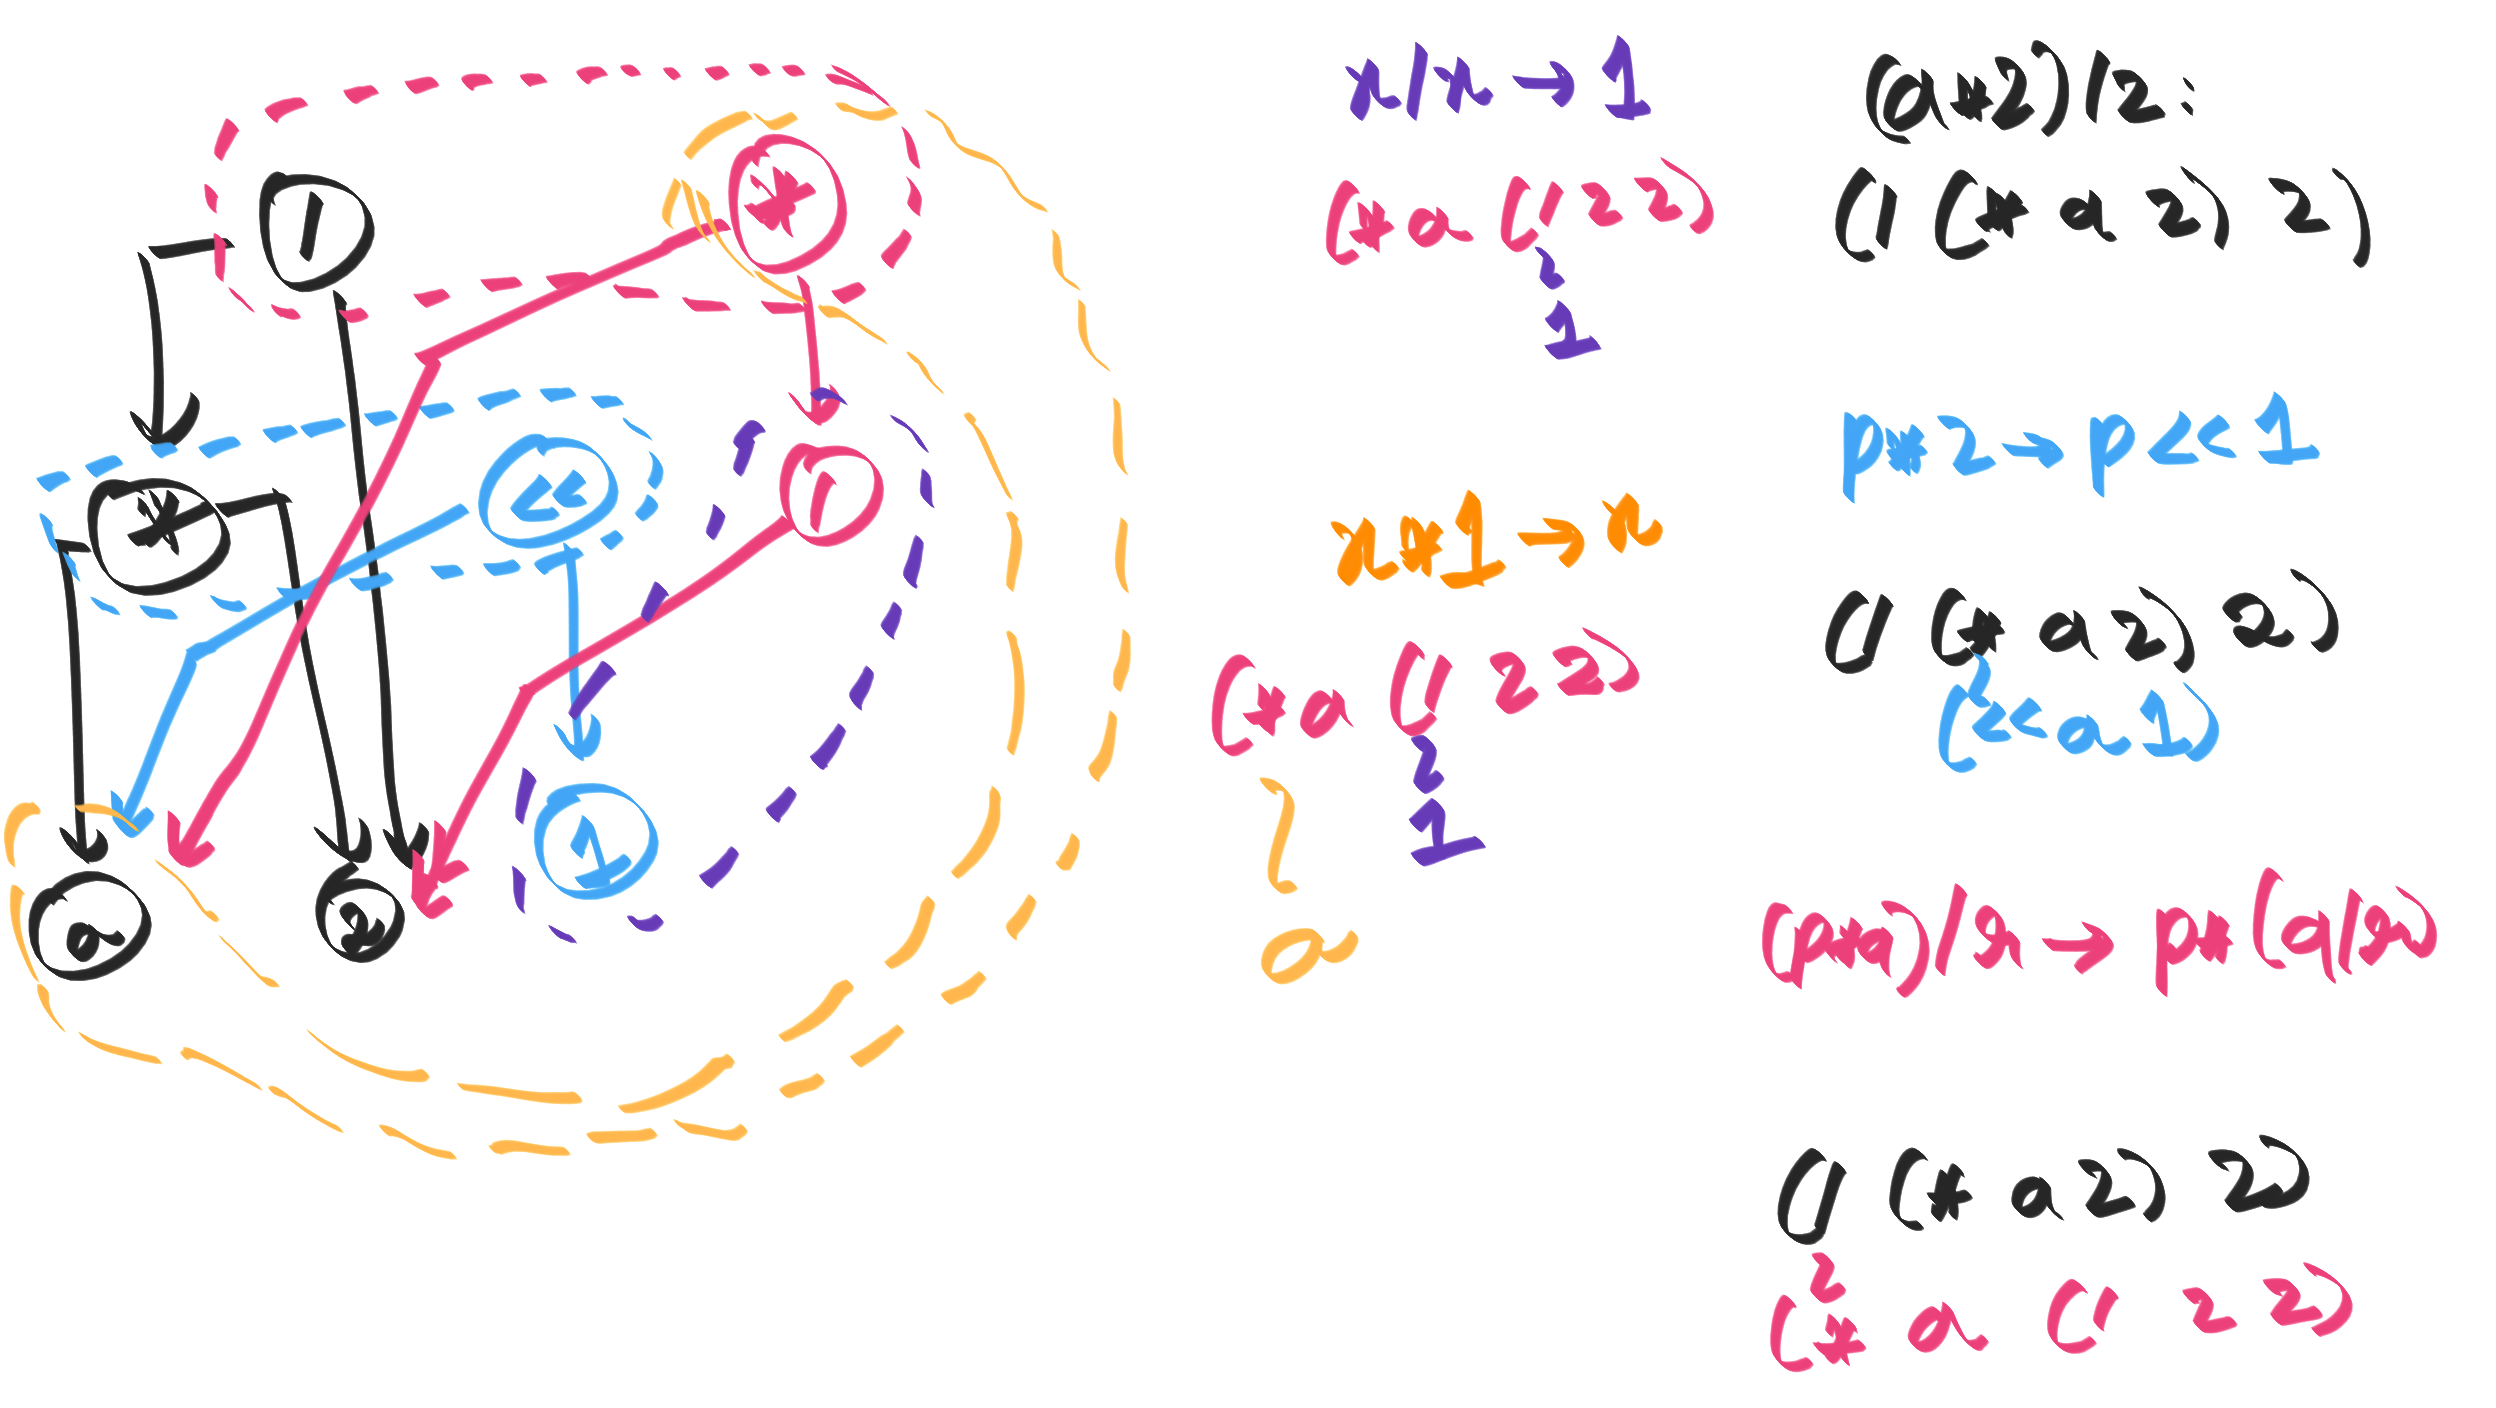 (a*2)/2:
(/ (* a 2) 2)
p*2 → p<<1
(/ (* a 2) 2)
(<< a 1)
(p*q)/r → p*(q/r)
(/ (* a 2) 2)
(* a (/ 2 2))
x/x → 1
(* a (/ 2 2))
1
x*1 → x
(* a (/ 2 2))
1
a
/
*
*
<<
/
a
2
1